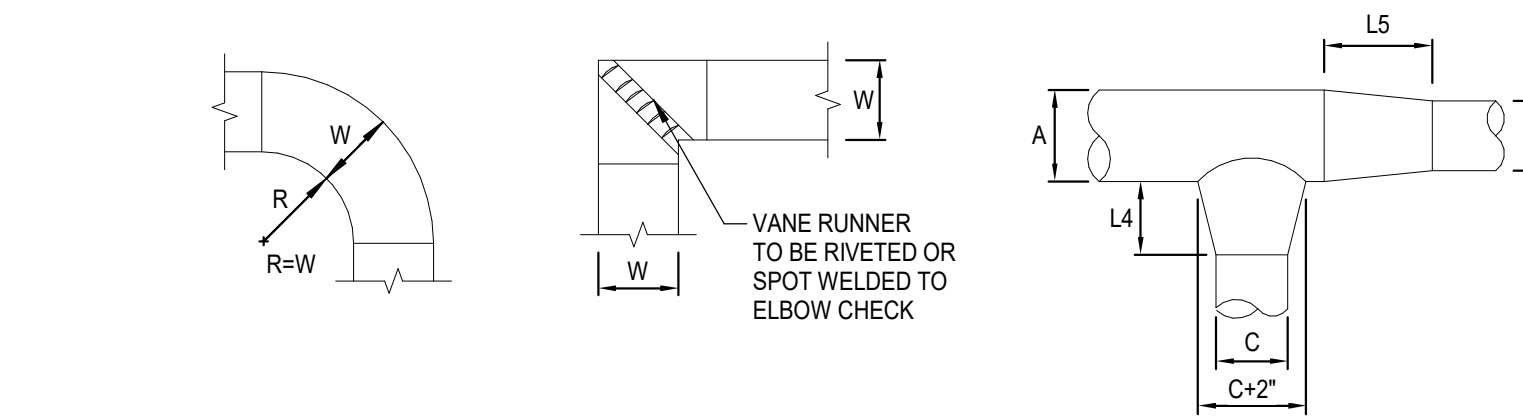 W
R
R=W
W
W
VANE RUNNER
TO BE RIVETED OR
SPOT WELDED TO
ELBOW CHECK
L5
A
L4
C
C+2"